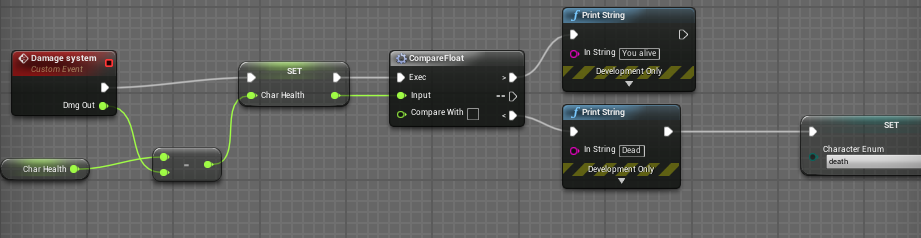 Damage system
Custom Event
Dmg Out
Char Health
-
SET
Char Health
CompareFloat
Exec
>
Input
==
Compare With
<
Print String
In String You alive
Development Only
Print String
In String Dead
Development Only
SET
Character Enum
death